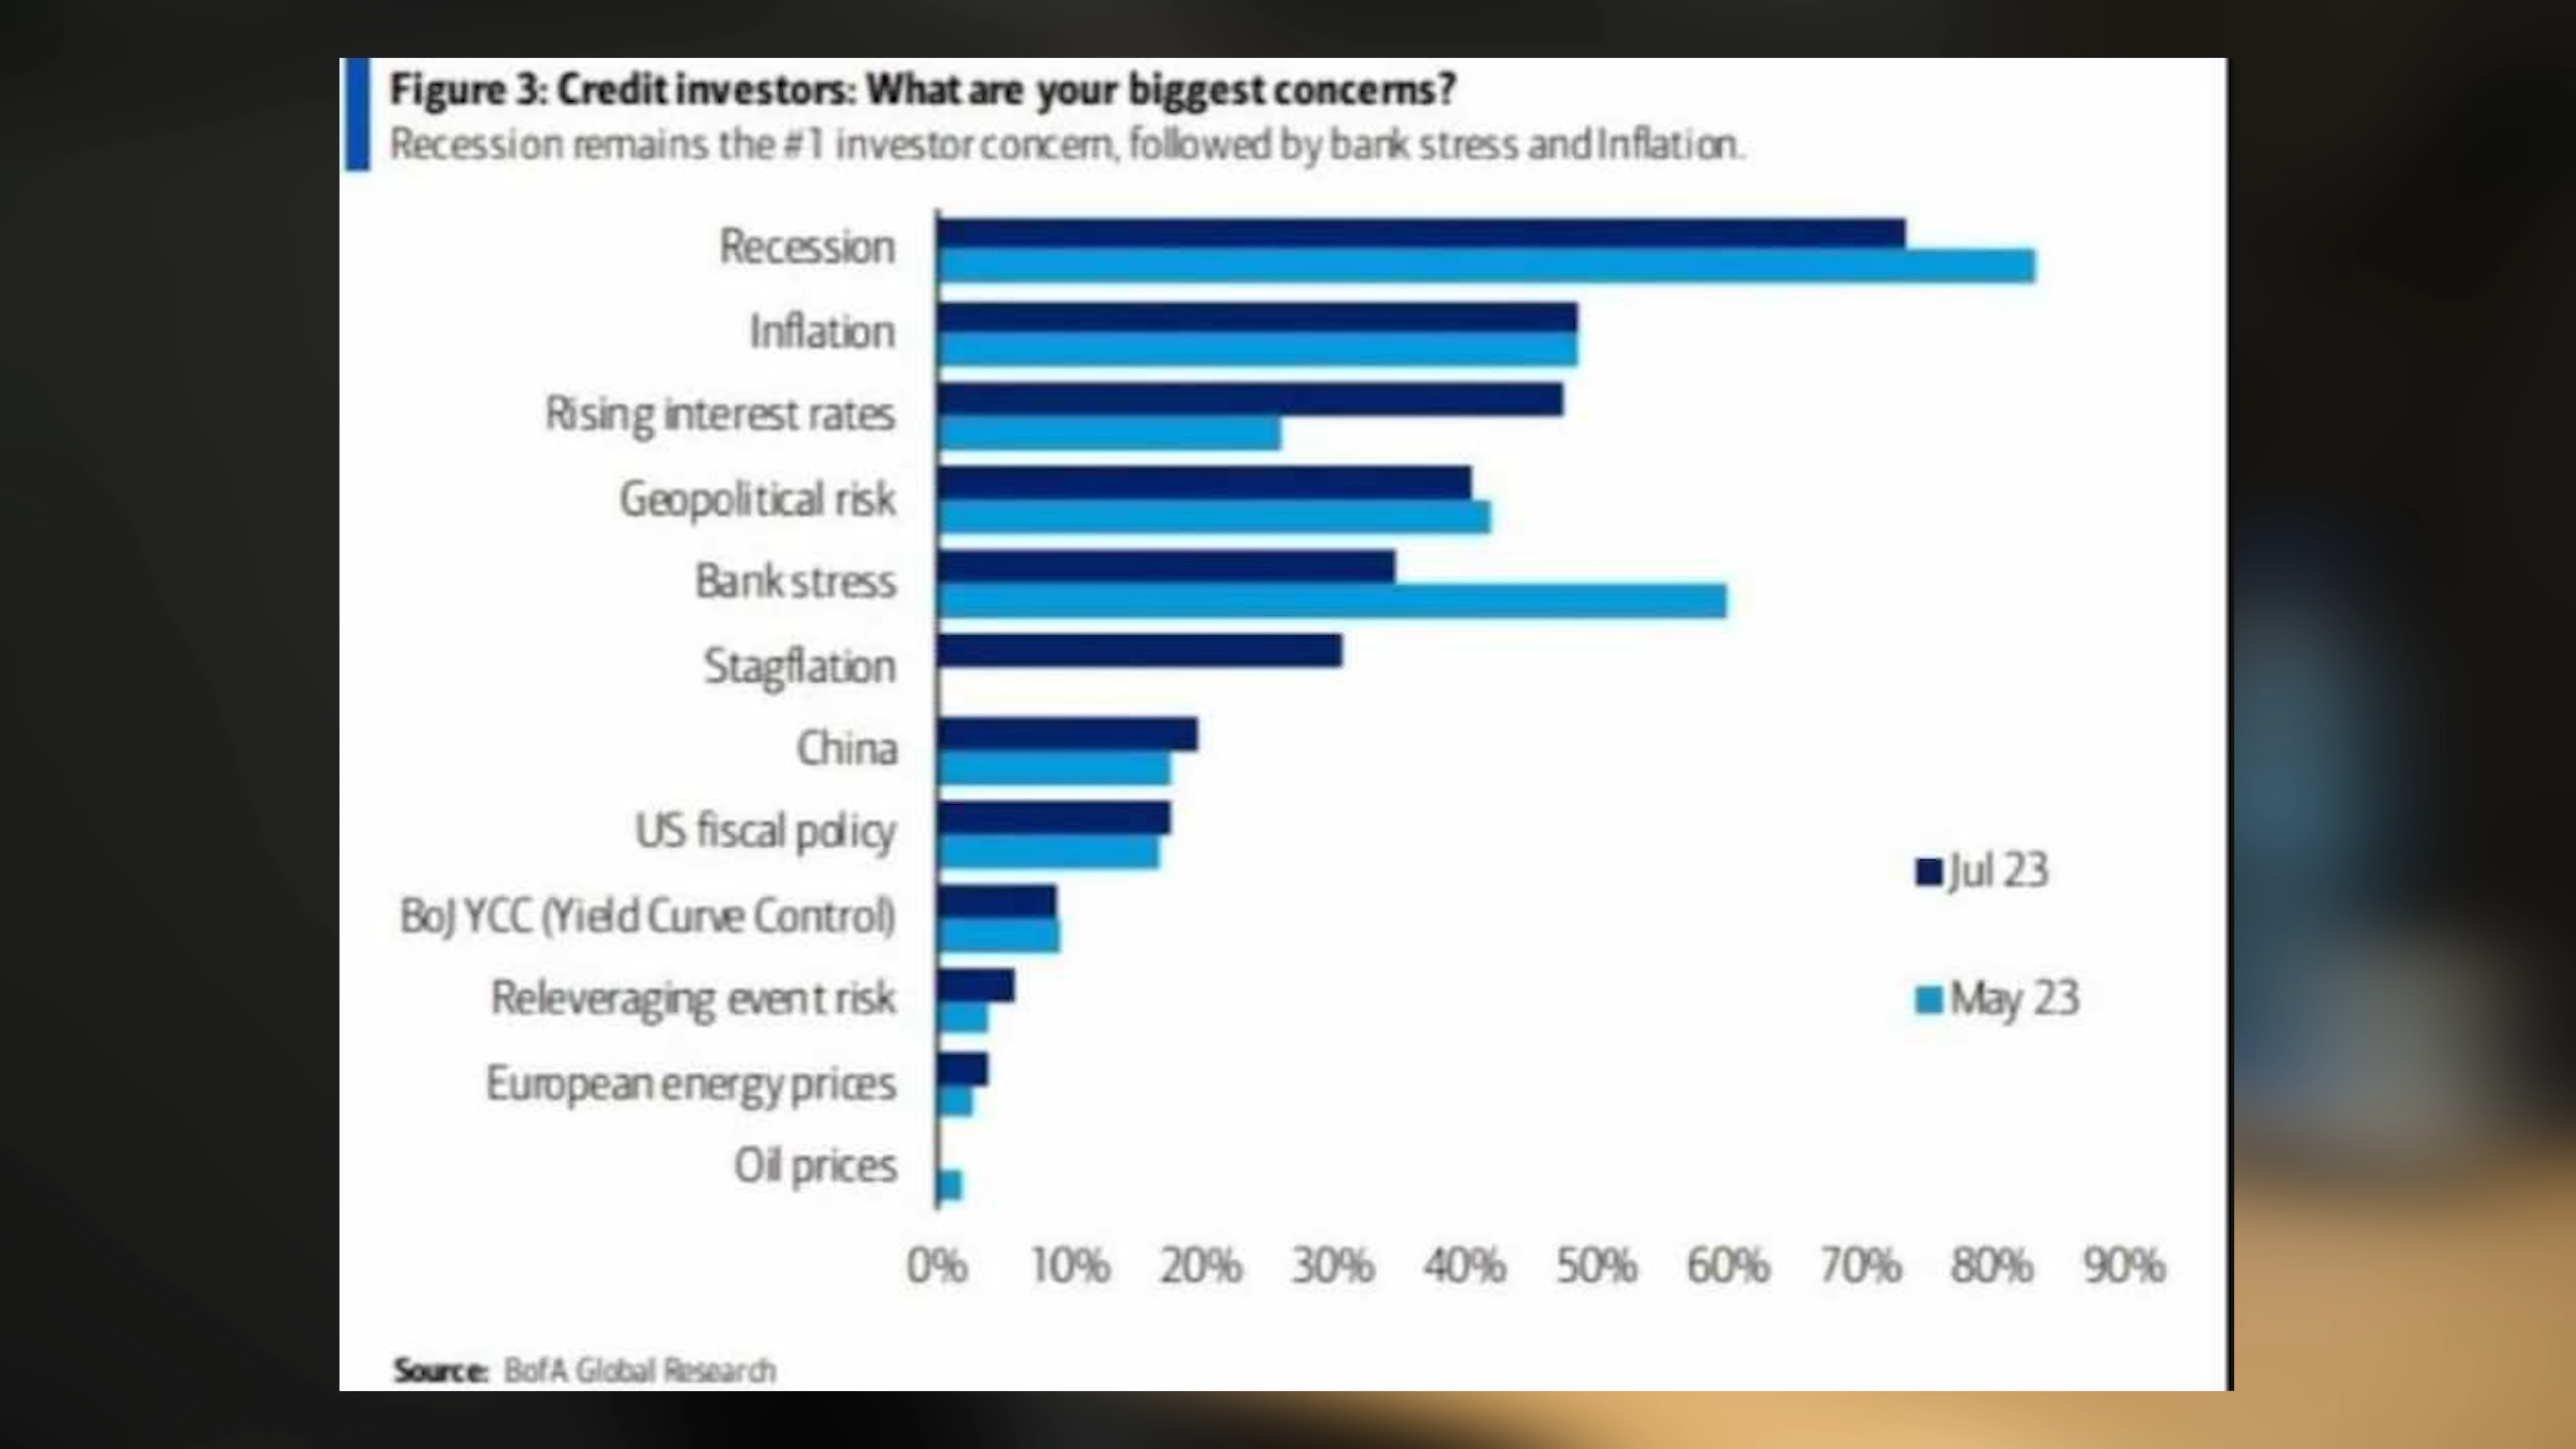 Figure 3: Credit investors: What are your biggest concerns?
Recession remains the #1 investor concern, followed by bank stress and Inflation.
Recession
Inflation
Rising interest rates
Geopolitical risk
Bank stress
Stagflation
China
US fiscal policy
BoJ YCC (Yield Curve Control)
Releveraging event risk
European energy prices
Oil prices
Jul 23
May 23
0% 10% 20% 30% 40% 50% 60% 70% 80% 90%
Source: BofA Global Research